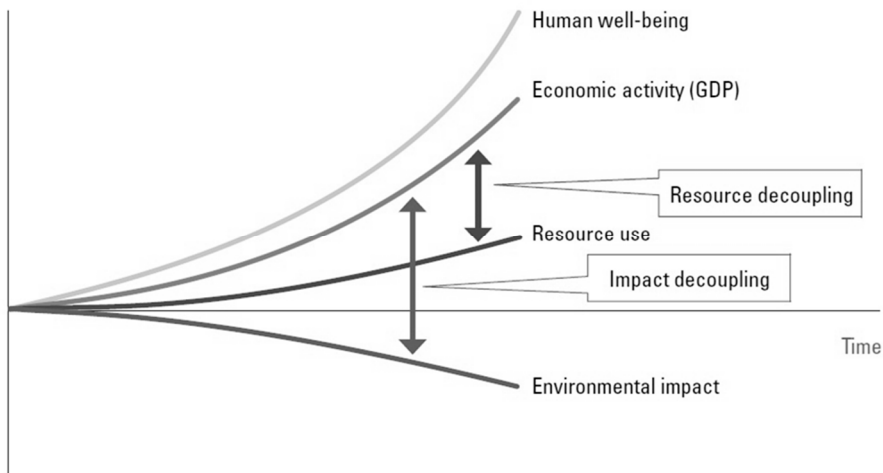 Human well-being
Economic activity (GDP)
Resource decoupling
Resource use
Impact decoupling
Time
Environmental impact